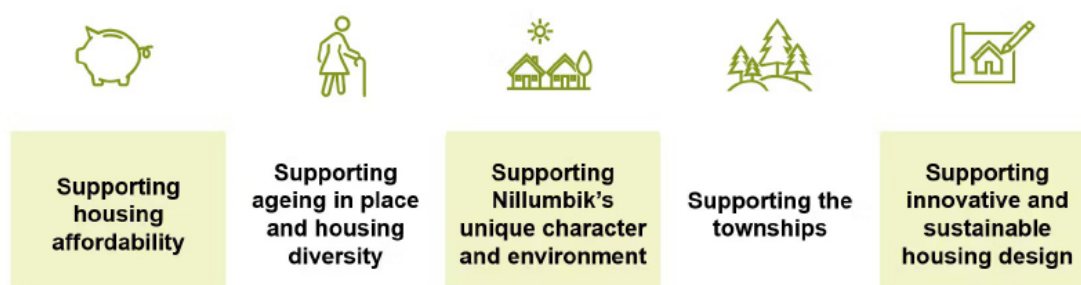 Supporting
housing
affordability
Supporting
ageing in place
and housing
diversity
Supporting
Nillumbik's
unique character
and environment
Supporting the
townships
Supporting
innovative and
sustainable
housing design